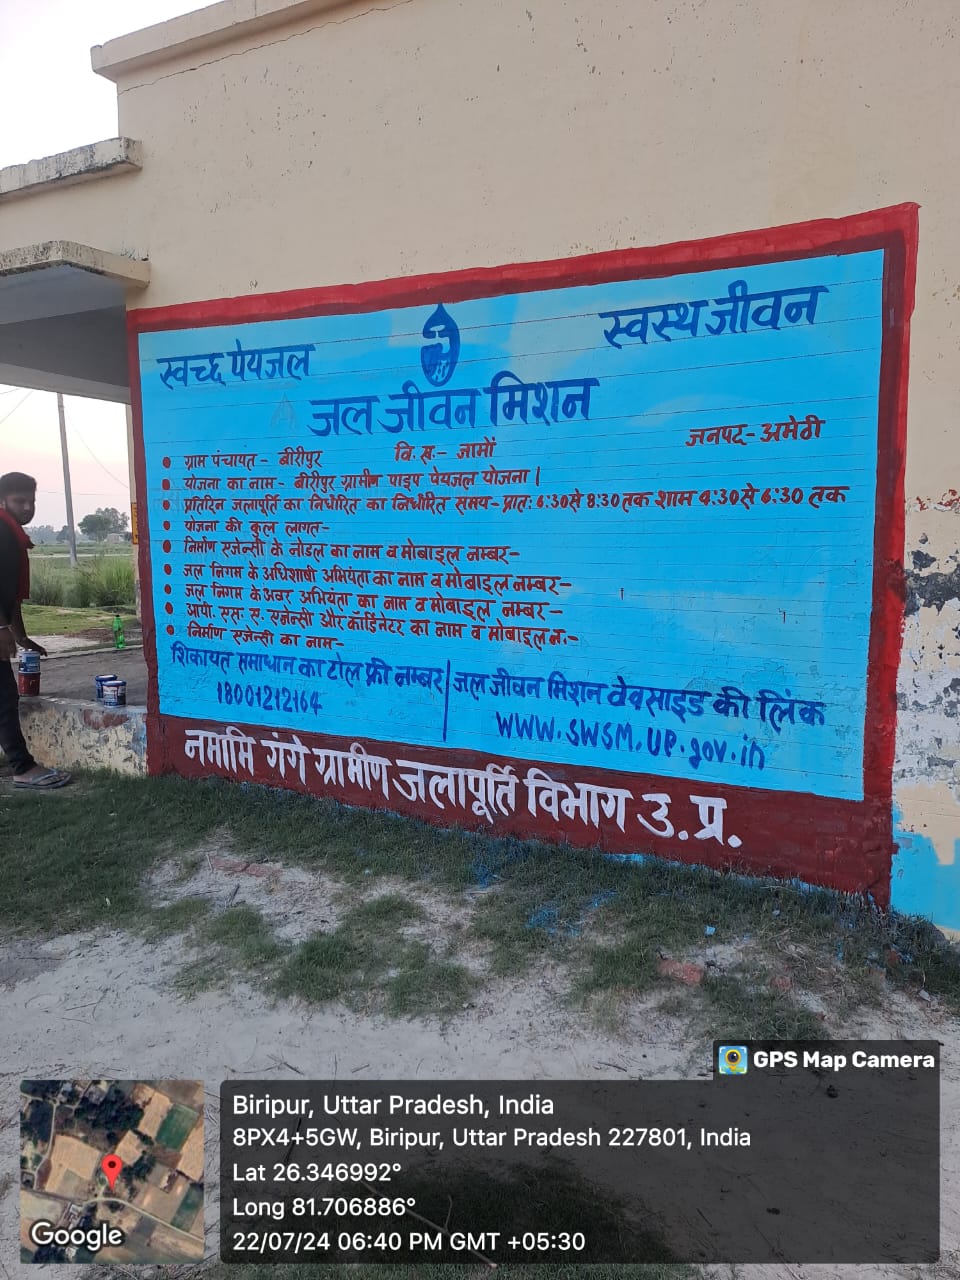 स्वच्छ पेयजल
स्वस्थ जीवन
जल जीवन मिशन
जनपद-अमेठी
ग्राम पंचायत- बीरीपुर वि.ख.- जामों
योजना का नाम- बीरीपुर ग्रामीण पाइप पेयजल योजना।
प्रतिदिन जलापूर्ति का निर्धारित का निर्धारित समय- प्रातः 6:30 से 8:30 तक शाम 4:30 से 6:30 तक
योजना की कुल लागत-
निर्माण एजेन्सी के नोडल का नाम व मोबाइल नम्बर-
जल निगम के अधिशाषी अभियंता का नाम व मोबाइल नम्बर-
जल निगम के अवर अभियंता का नाम व मोबाइल नम्बर-
आपी. एस. ए. एजेन्सी और कार्डिनेटर का नाम व मोबाइल न.-
निर्माण एजेन्सी का नाम-
शिकायत समाधान का टोल फ्री नम्बर
18001212164
जल जीवन मिशन वेबसाइड की लिंक
WWW.SWSM.UP.gov.in
नमामि गंगे ग्रामीण जलापूर्ति विभाग उ.प्र.
GPS Map Camera
Biripur, Uttar Pradesh, India
8PX4+5GW, Biripur, Uttar Pradesh 227801, India
Lat 26.346992°
Long 81.706886°
22/07/24 06:40 PM GMT +05:30
Google